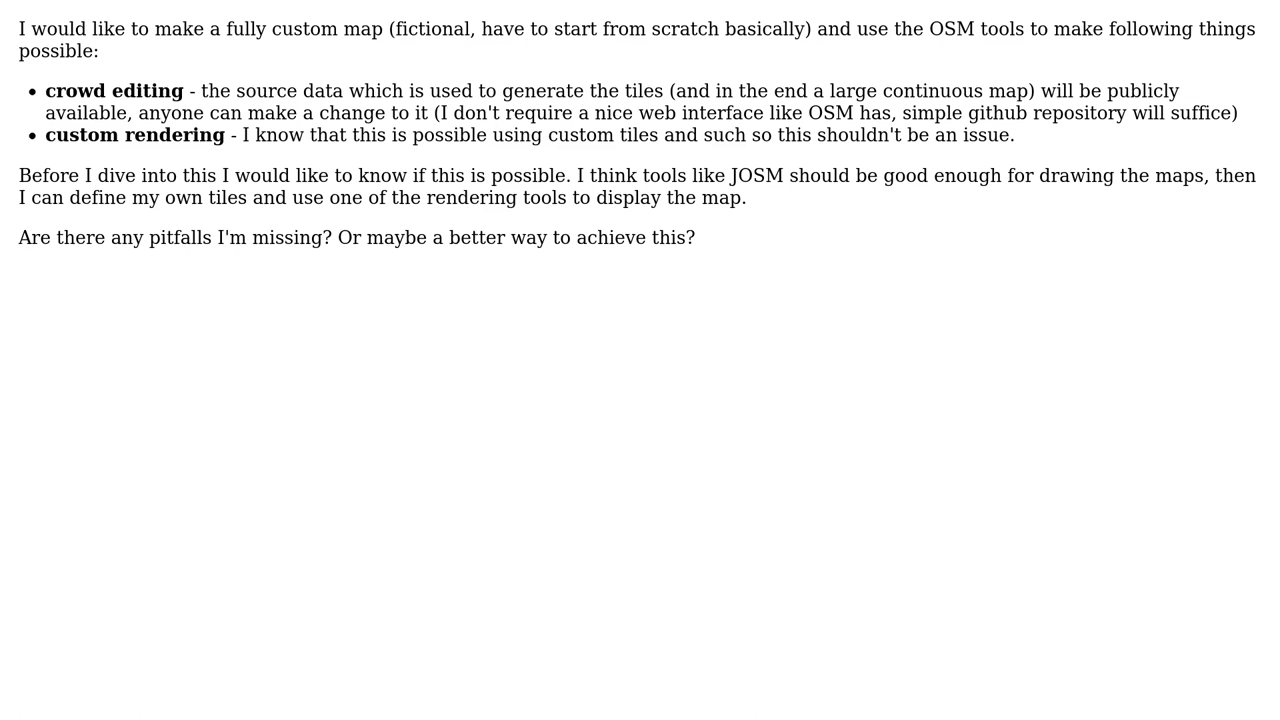 I would like to make a fully custom map (fictional, have to start from scratch basically) and use the OSM tools to make following things
possible:
• crowd editing - the source data which is used to generate the tiles (and in the end a large continuous map) will be publicly
available, anyone can make a change to it (I don't require a nice web interface like OSM has, simple github repository will suffice)
• custom rendering - I know that this is possible using custom tiles and such so this shouldn't be an issue.
Before I dive into this I would like to know if this is possible. I think tools like JOSM should be good enough for drawing the maps, then
I can define my own tiles and use one of the rendering tools to display the map.
Are there any pitfalls I'm missing? Or maybe a better way to achieve this?